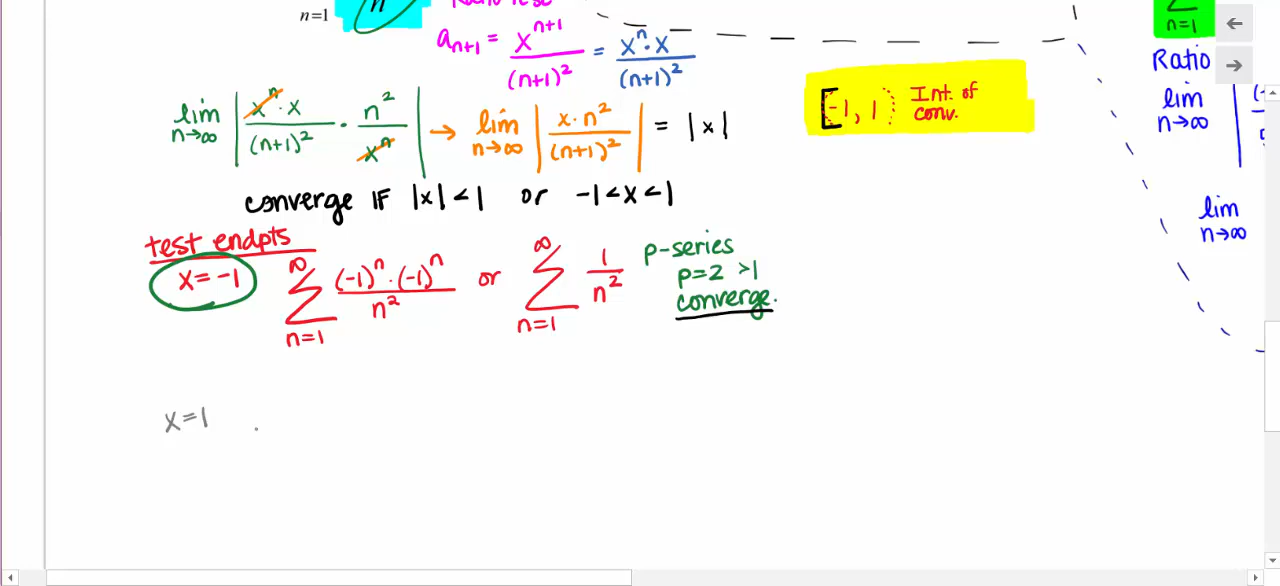 n=1
n
Ratio Test
a_{n+1} = x^{n+1}/(n+1)^2 = x^n · x/(n+1)^2
lim n→∞ |x^n · x/(n+1)^2 · n^2/x^n| → lim n→∞ |x · n^2/(n+1)^2| = |x|
[-1, 1) Int. of
conv.
converge IF |x| < 1 or -1 < x < 1
test endpts
x = -1 ∞ Σ n=1 (-1)^n · (-1)^n/n^2 or ∞ Σ n=1 1/n^2
p-series
p=2 >1
converge.
x=1
Σ
n=1
←
Ratio
→
lim
n→∞
lim
n→∞